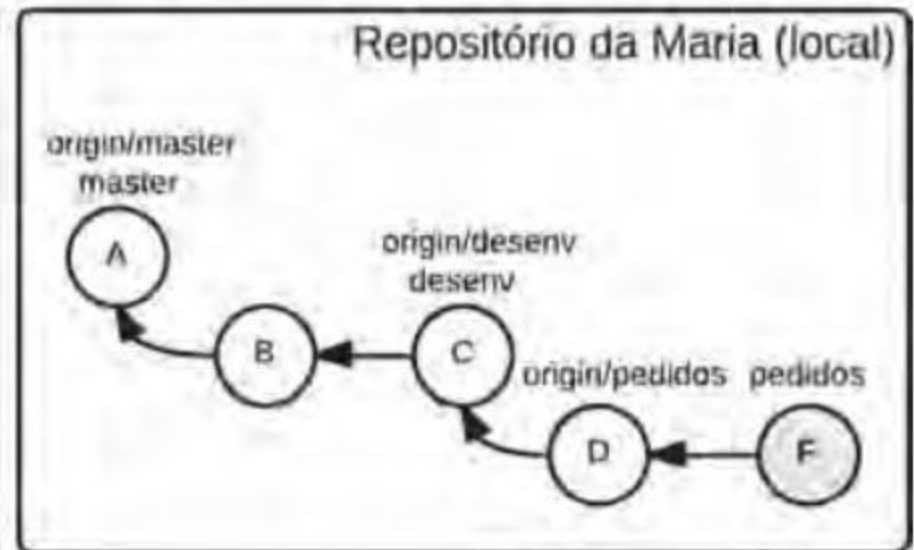 Repositório da Maria (local)
origin/master
master
A
origin/desenv
desenv
B
C
origin/pedidos pedidos
D
F